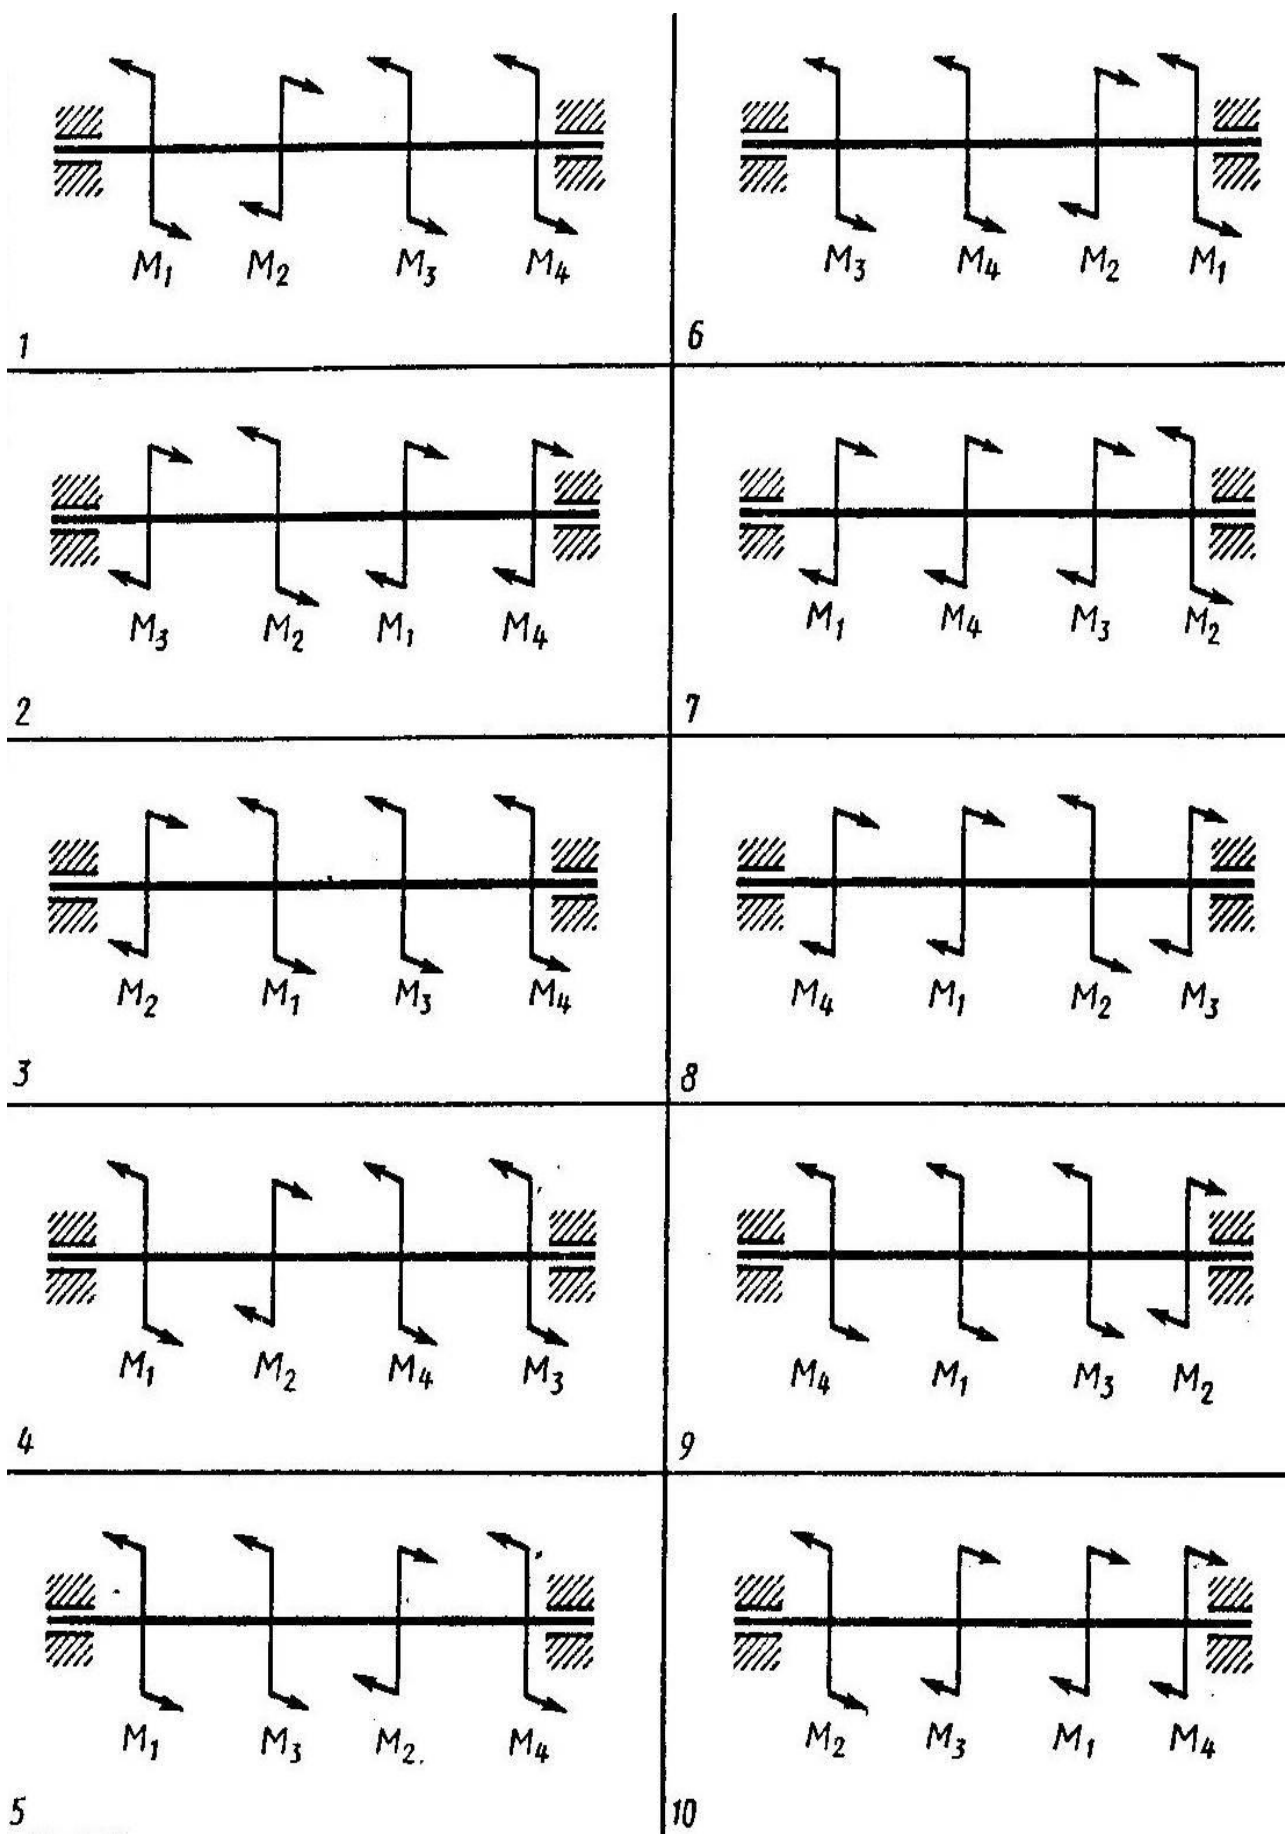 M₁ M₂ M₃ M₄
1
M₃ M₄ M₂ M₁
6
M₃ M₂ M₁ M₄
2
M₁ M₄ M₃ M₂
7
M₂ M₁ M₃ M₄
3
M₄ M₁ M₂ M₃
8
M₁ M₂ M₄ M₃
4
M₄ M₁ M₃ M₂
9
M₁ M₃ M₂. M₄
5
M₂ M₃ M₁ M₄
10